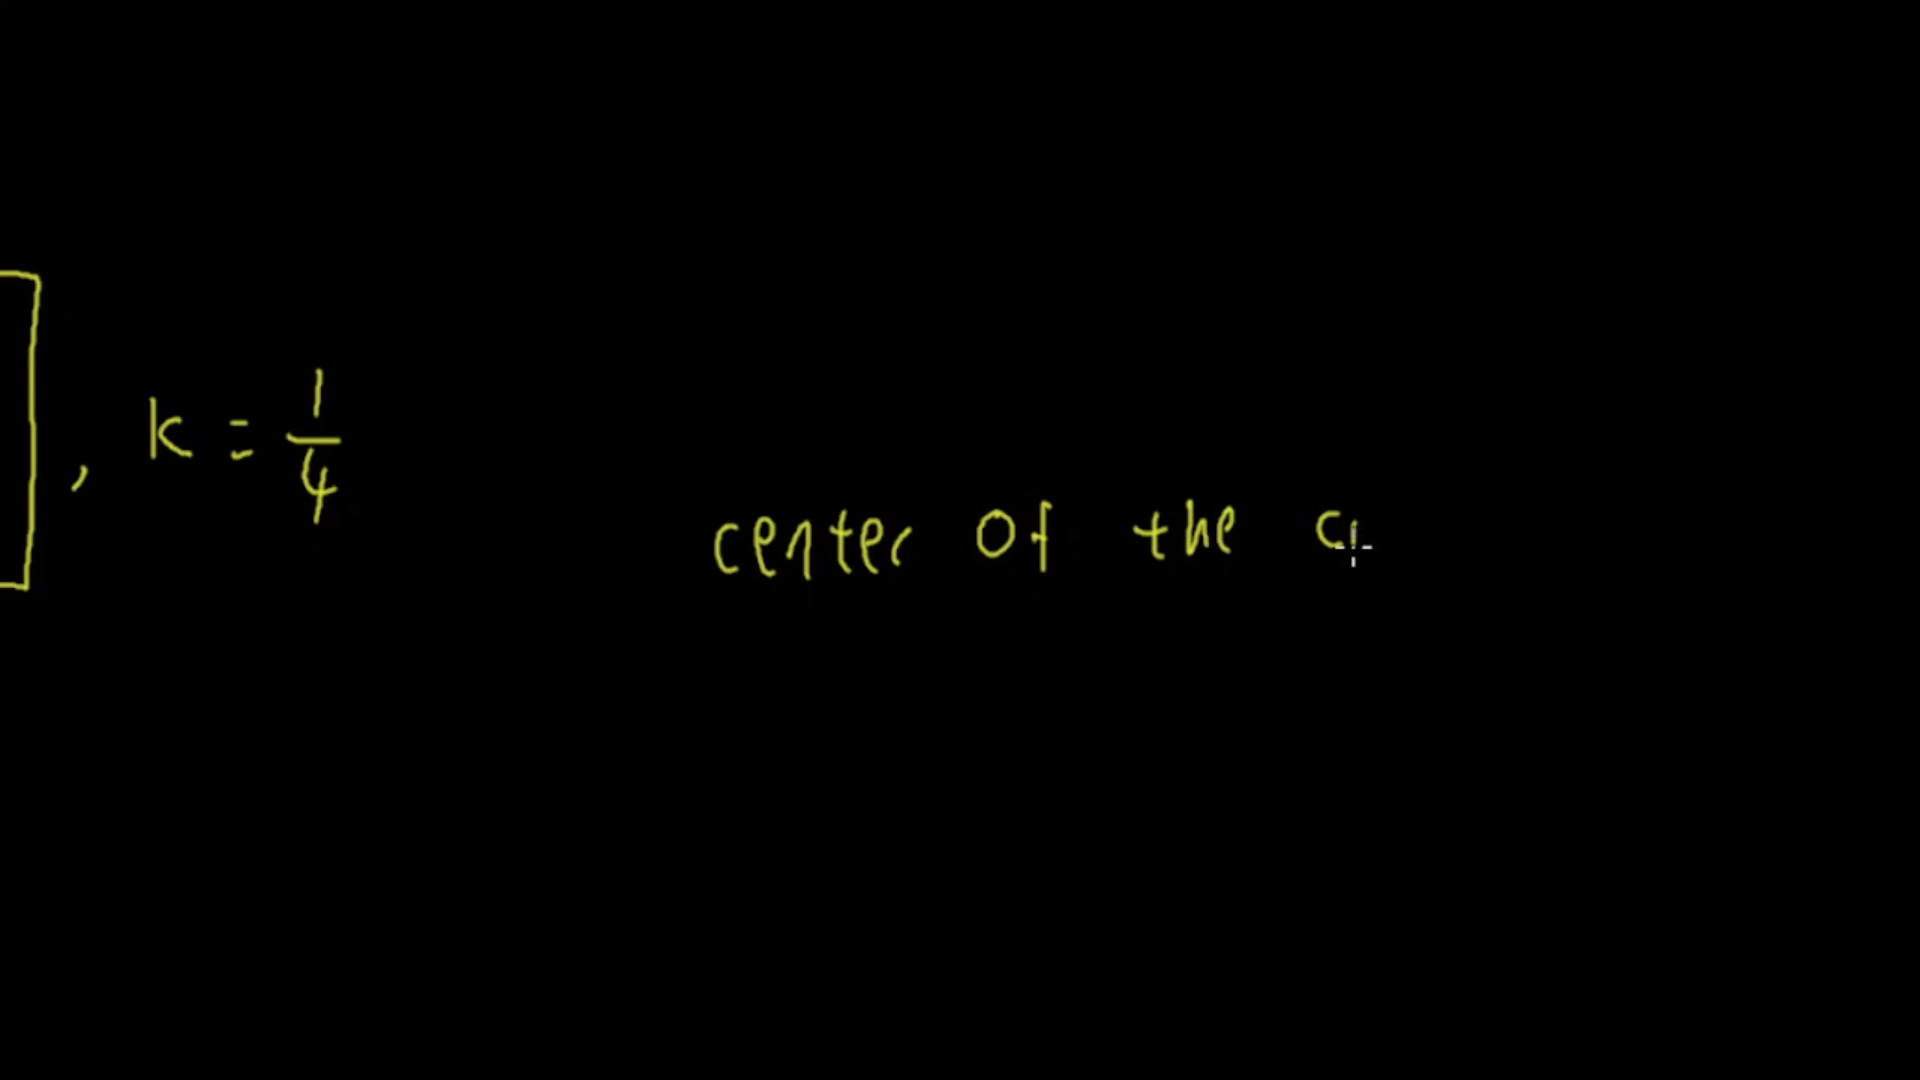 , k = 1/4
center of the